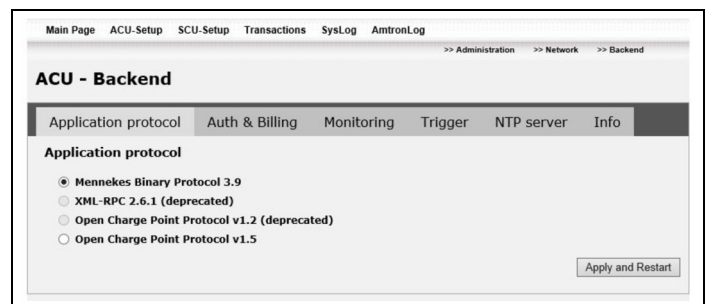 Main Page ACU-Setup SCU-Setup Transactions SysLog AmtronLog
>> Administration >> Network >> Backend
ACU - Backend
Application protocol Auth & Billing Monitoring Trigger NTP server Info
Application protocol
Mennekes Binary Protocol 3.9
XML-RPC 2.6.1 (deprecated)
Open Charge Point Protocol v1.2 (deprecated)
Open Charge Point Protocol v1.5
Apply and Restart